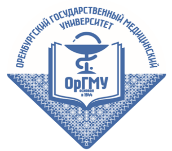 ОРЕНБУРГСКИЙ ГОСУДАРСТВЕННЫЙ МЕДИЦИНСКИЙ
УНИВЕРСИТЕТ
ОрГМУ